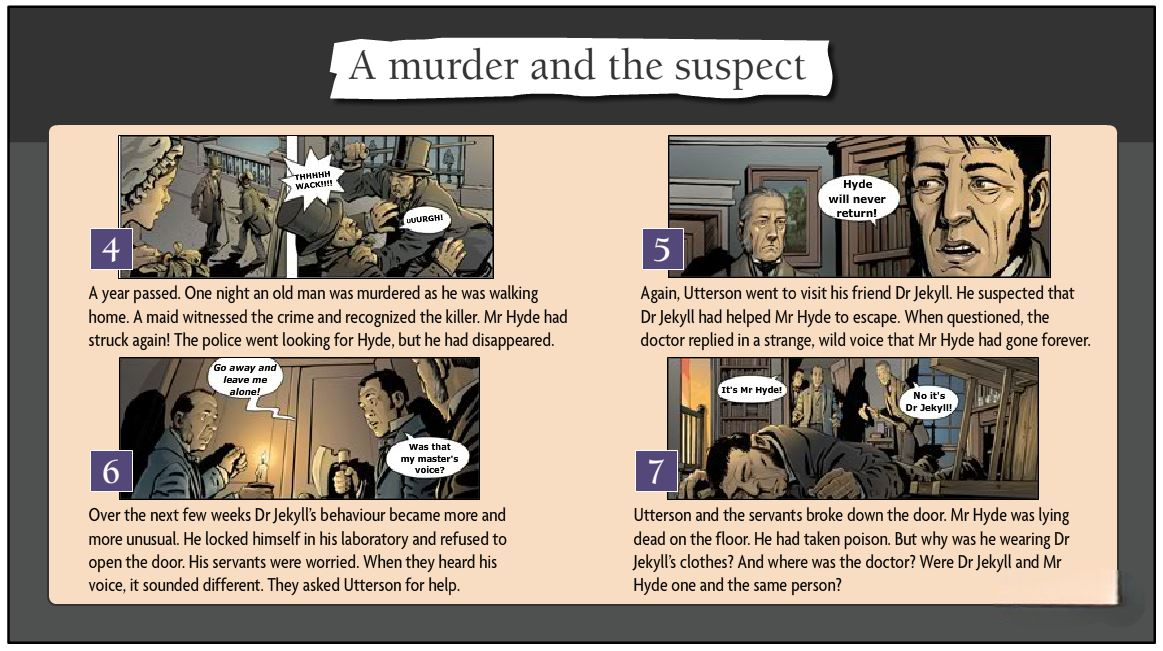 A murder and the suspect
THHHHH
WACK!!!!
UUURGH!
4
A year passed. One night an old man was murdered as he was walking
home. A maid witnessed the crime and recognized the killer. Mr Hyde had
struck again! The police went looking for Hyde, but he had disappeared.
Hyde
will never
return!
5
Again, Utterson went to visit his friend Dr Jekyll. He suspected that
Dr Jekyll had helped Mr Hyde to escape. When questioned, the
doctor replied in a strange, wild voice that Mr Hyde had gone forever.
Go away and
leave me
alone!
Was that
my master's
voice?
6
Over the next few weeks Dr Jekyll's behaviour became more and
more unusual. He locked himself in his laboratory and refused to
open the door. His servants were worried. When they heard his
voice, it sounded different. They asked Utterson for help.
It's Mr Hyde!
No it's
Dr Jekyll!
7
Utterson and the servants broke down the door. Mr Hyde was lying
dead on the floor. He had taken poison. But why was he wearing Dr
Jekyll's clothes? And where was the doctor? Were Dr Jekyll and Mr
Hyde one and the same person?